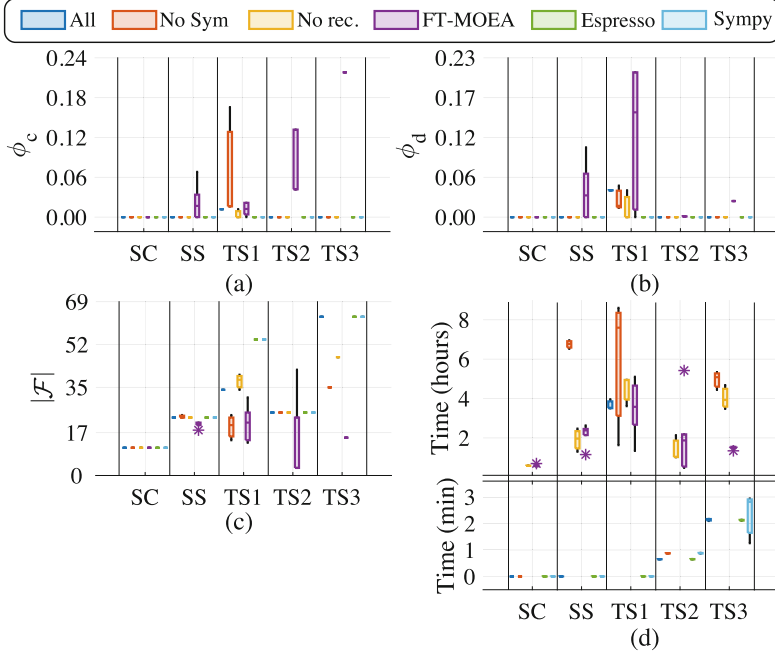 All No Sym No rec. FT-MOEA Espresso Sympy
ϕc
0.24
0.18
0.12
0.06
0.00
SC SS TS1 TS2 TS3
(a)
ϕd
0.23
0.17
0.12
0.06
0.00
SC SS TS1 TS2 TS3
(b)
|ℱ|
69
52
35
17
0
SC SS TS1 TS2 TS3
(c)
Time (hours)
8
6
4
2
Time (min)
3
2
1
0
SC SS TS1 TS2 TS3
(d)